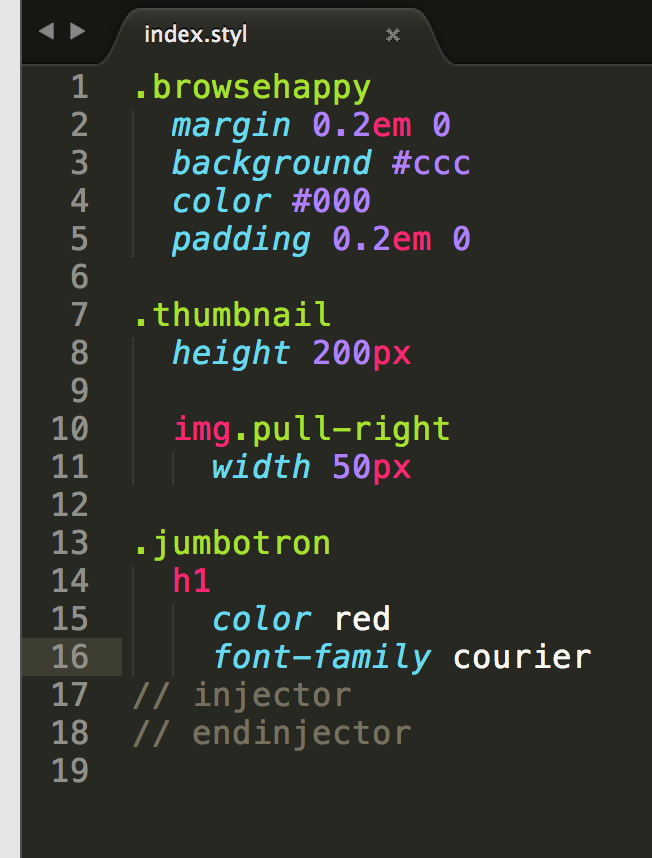 index.styl
1 .browsehappy
2   margin 0.2em 0
3   background #ccc
4   color #000
5   padding 0.2em 0
6
7 .thumbnail
8   height 200px
9
10   img.pull-right
11     width 50px
12
13 .jumbotron
14   h1
15     color red
16     font-family courier
17 // injector
18 // endinjector
19